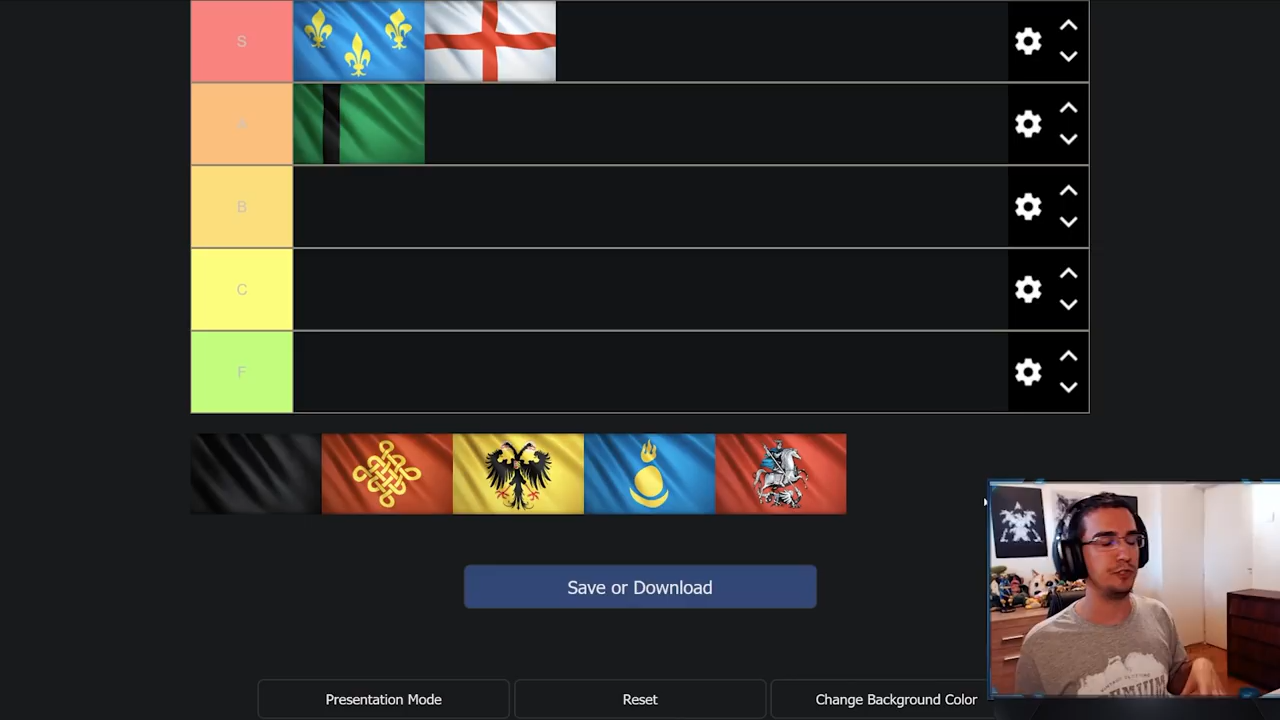 S
A
B
C
F
Save or Download
Presentation Mode
Reset
Change Background Color